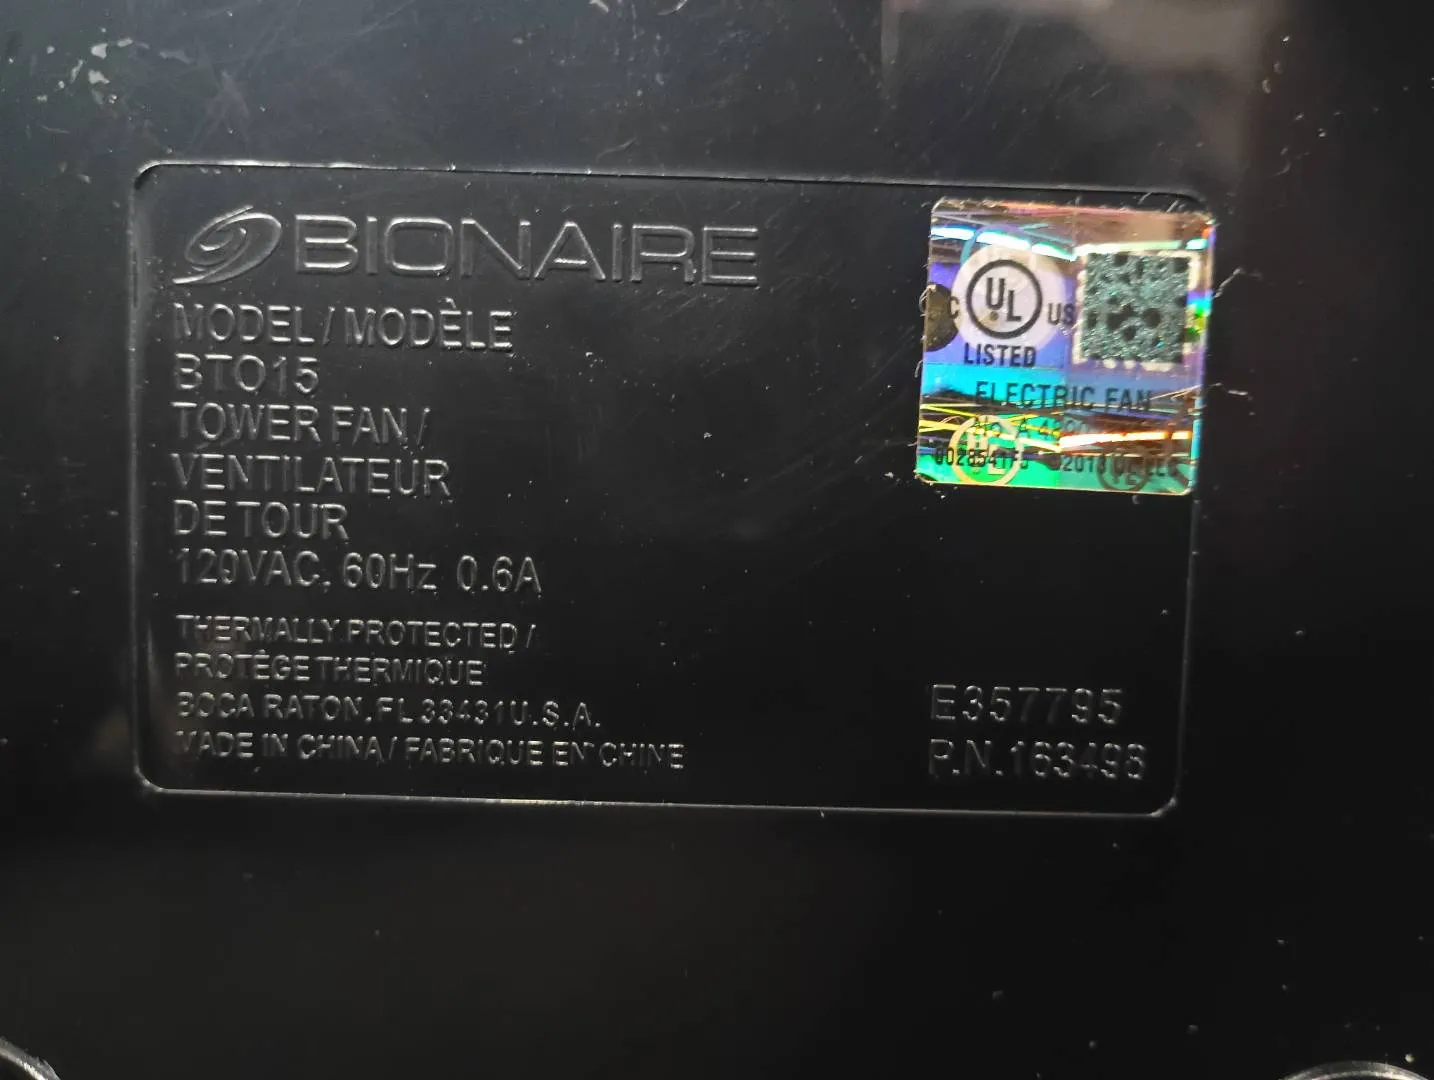 BIONAIRE
MODEL / MODÈLE
BTO15
TOWER FAN /
VENTILATEUR
DE TOUR
120VAC, 60Hz 0.6A
THERMALLY PROTECTED /
PROTÉGÉ THERMIQUE
BOCA RATON, FL 33431 U.S.A.
MADE IN CHINA / FABRIQUE EN CHINE
C UL US
LISTED
ELECTRIC FAN
E357795
P.N. 163498